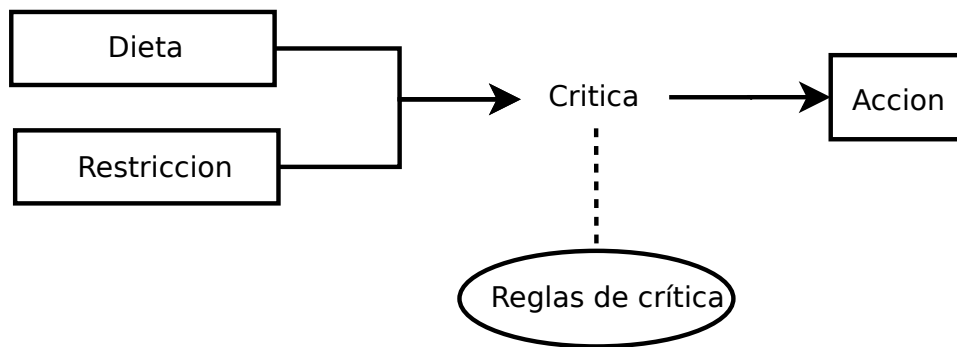 Dieta
Critica
Accion
Restriccion
Reglas de crítica